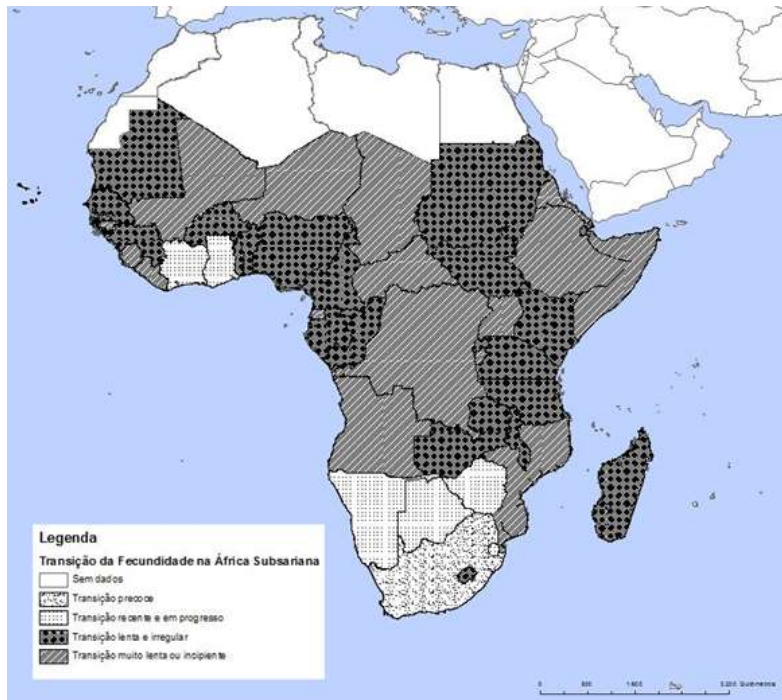 Legenda
Transição da Fecundidade na África Subsariana
Sem dados
Transição precoce
Transição recente e em progresso
Transição lenta e irregular
Transição muito lenta ou incipiente
0